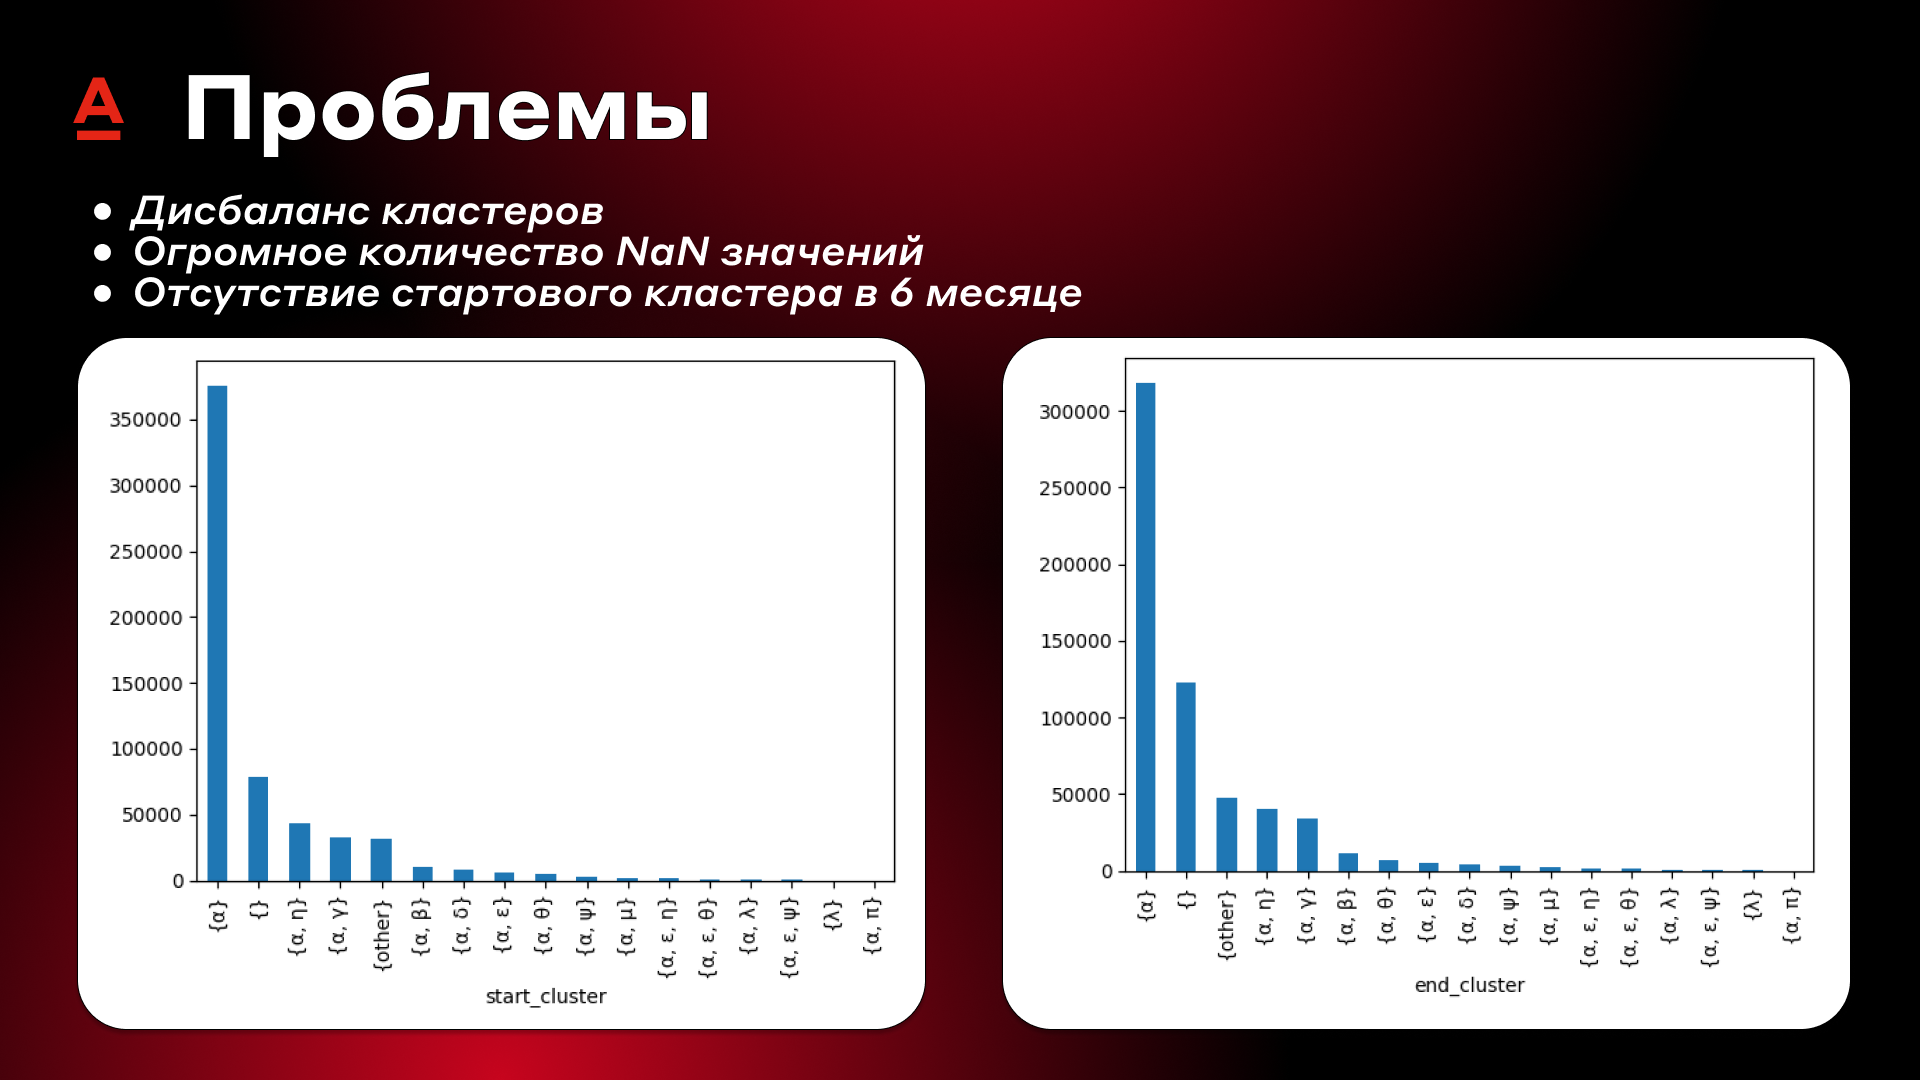 А
Проблемы
• Дисбаланс кластеров
• Огромное количество NaN значений
• Отсутствие стартового кластера в 6 месяце
350000
300000
250000
200000
150000
100000
50000
0
{α}
{}
{α, η}
{α, γ}
{other}
{α, β}
{α, δ}
{α, ε}
{α, θ}
{α, ψ}
{α, μ}
{α, ε, η}
{α, ε, θ}
{α, λ}
{α, ε, ψ}
{λ}
{α, π}
start_cluster
300000
250000
200000
150000
100000
50000
0
{α}
{}
{other}
{α, η}
{α, γ}
{α, β}
{α, θ}
{α, ε}
{α, δ}
{α, ψ}
{α, μ}
{α, ε, η}
{α, ε, θ}
{α, λ}
{α, ε, ψ}
{λ}
{α, π}
end_cluster